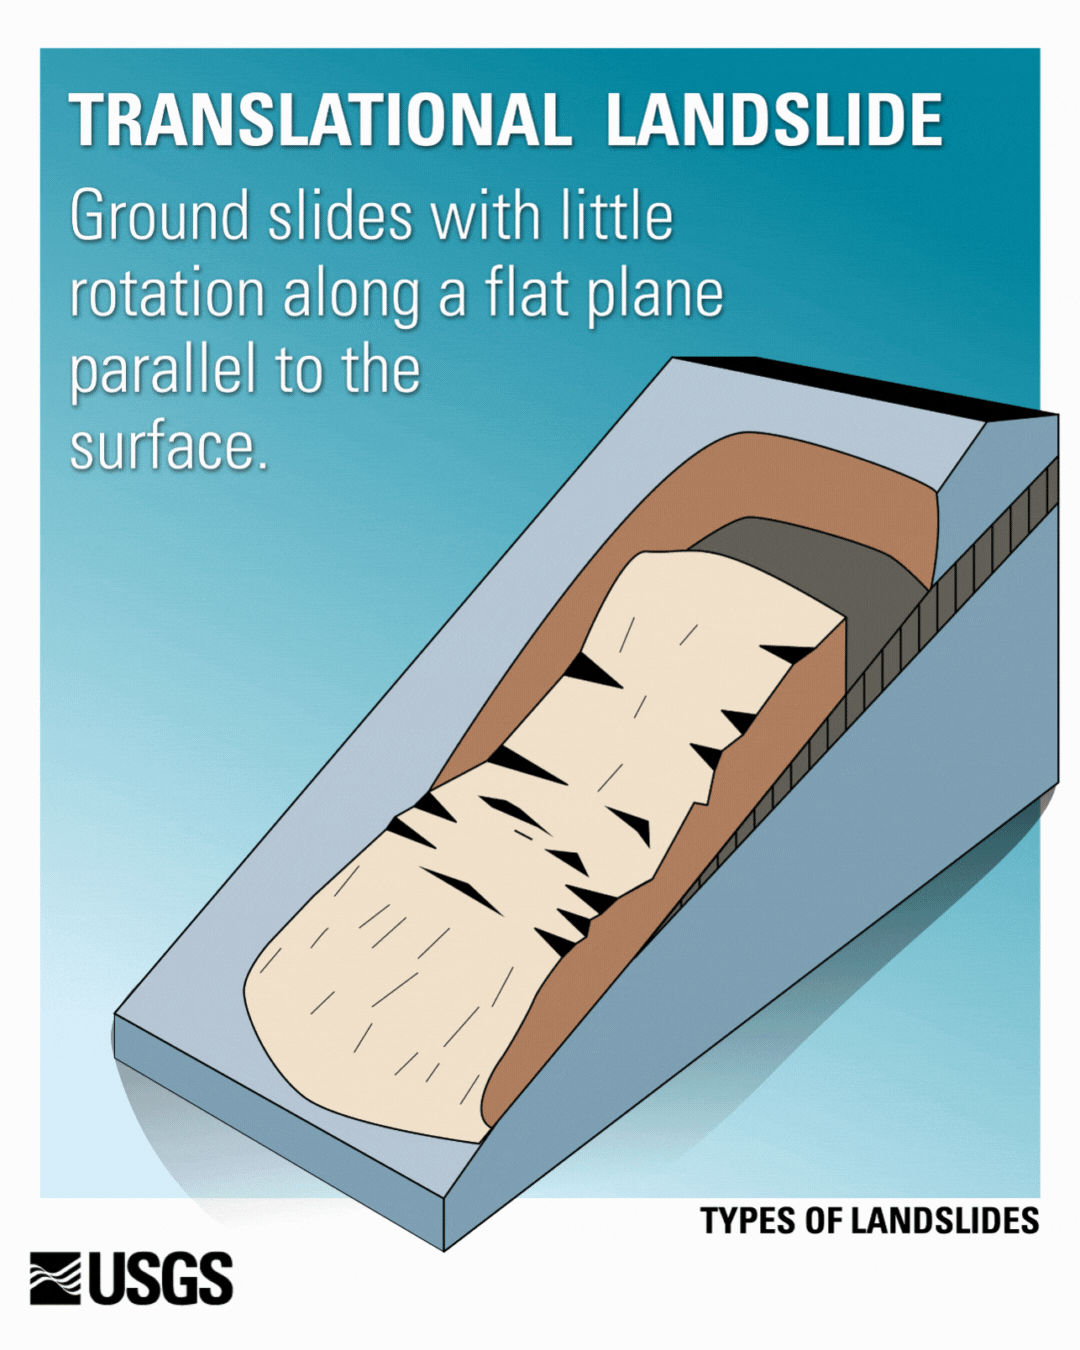 TRANSLATIONAL LANDSLIDE
Ground slides with little
rotation along a flat plane
parallel to the
surface.
TYPES OF LANDSLIDES
USGS